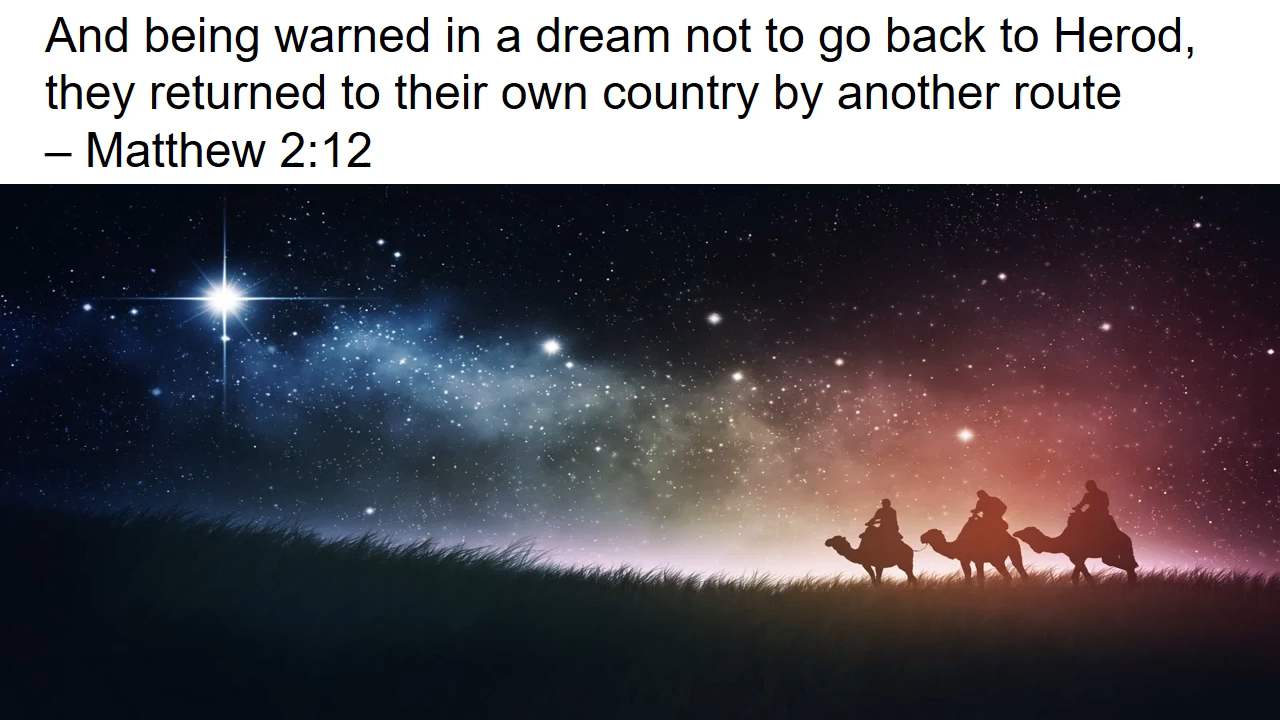 And being warned in a dream not to go back to Herod,
they returned to their own country by another route
– Matthew 2:12